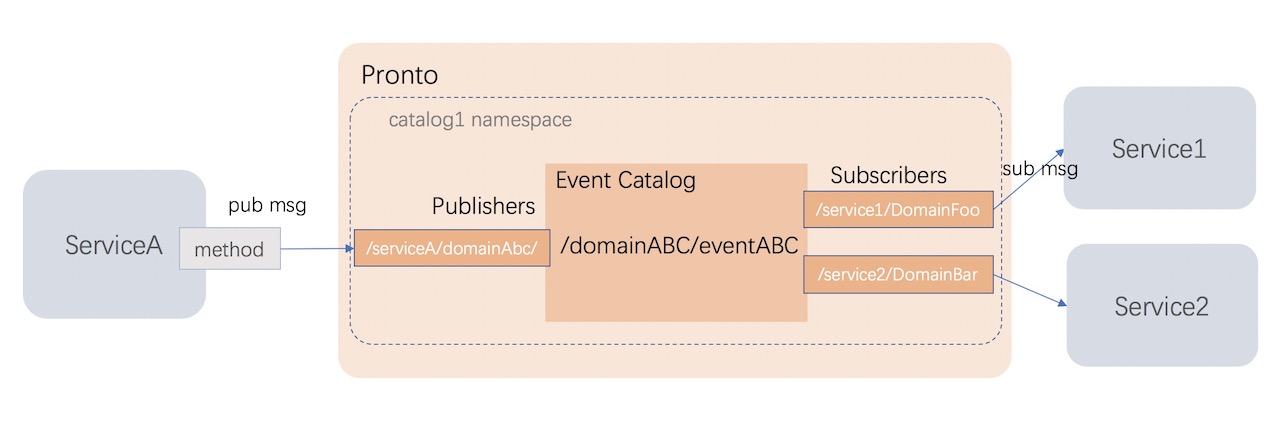 Pronto
catalog1 namespace
ServiceA
method
pub msg
Publishers
/serviceA/domainAbc/
Event Catalog
/domainABC/eventABC
Subscribers
/service1/DomainFoo
/service2/DomainBar
sub msg
Service1
Service2